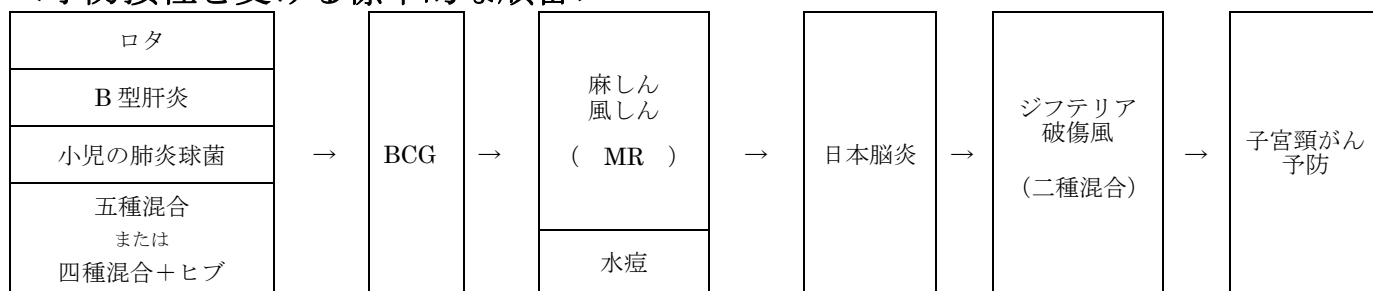 ロタ
B 型肝炎
小児の肺炎球菌
五種混合
または
四種混合＋ヒブ
→
BCG
→
麻しん
風しん
（　MR　）
水痘
→
日本脳炎
→
ジフテリア
破傷風
（二種混合）
→
子宮頸がん
予防